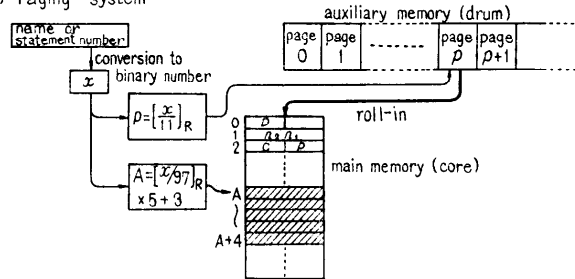 Paging system
auxiliary memory (drum)
name or
statement number
page 0
page 1
page p
page p+1
conversion to
binary number
x
p=[x/11]R
roll-in
0
1
2
C P
main memory (core)
A=[x/97]R
×5+3
A
A+4